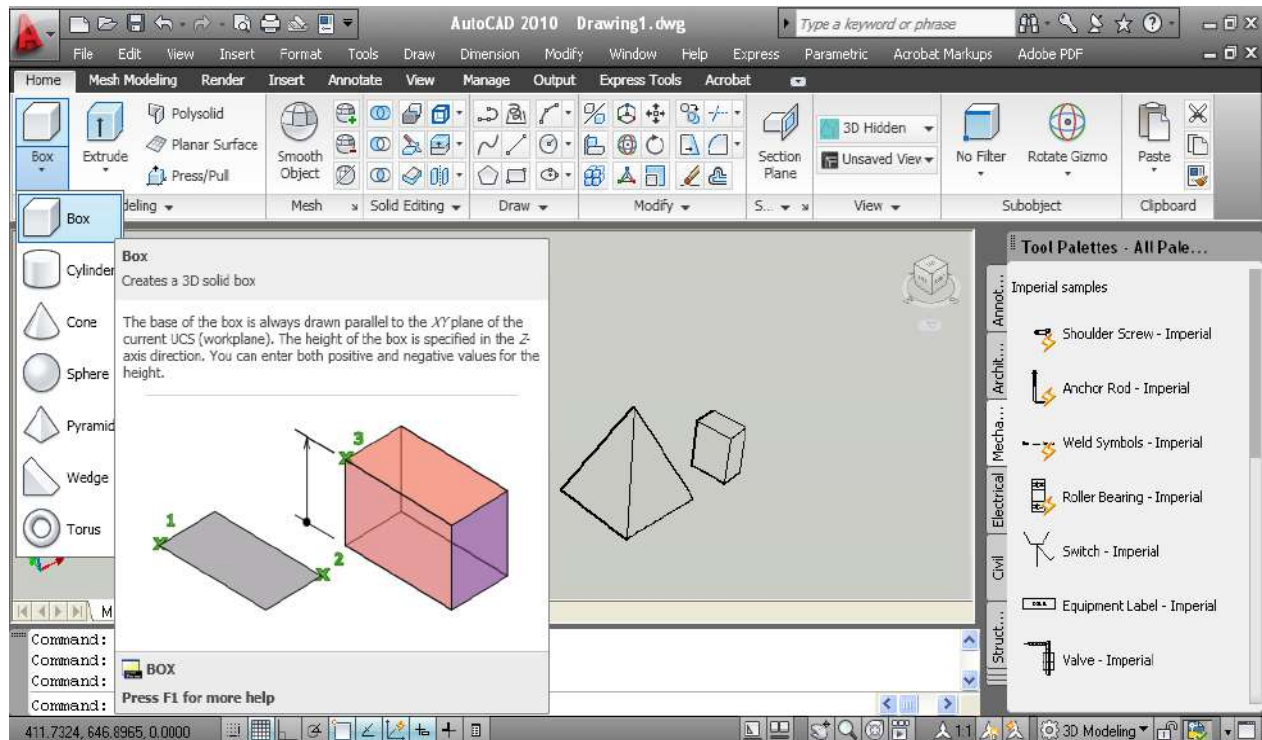 AutoCAD 2010 Drawing1.dwg Type a keyword or phrase
File Edit View Insert Format Tools Draw Dimension Modify Window Help Express Parametric Acrobat Markups Adobe PDF
Home Mesh Modeling Render Insert Annotate View Manage Output Express Tools Acrobat
Polysolid
Planar Surface
Press/Pull
Box
Extrude
Smooth
Object
Section
Plane
3D Hidden
Unsaved View
No Filter
Rotate Gizmo
Paste
deling Mesh Solid Editing Draw Modify S... View Subobject Clipboard
Box
Cylinder
Cone
Sphere
Pyramid
Wedge
Torus
Box
Creates a 3D solid box
The base of the box is always drawn parallel to the XY plane of the
current UCS (workplane). The height of the box is specified in the Z-
axis direction. You can enter both positive and negative values for the
height.
1
2
3
BOX
Press F1 for more help
Tool Palettes - All Pale...
Annot...
Archit...
Mecha...
Electrical
Civil
Struct...
Imperial samples
Shoulder Screw - Imperial
Anchor Rod - Imperial
Weld Symbols - Imperial
Roller Bearing - Imperial
Switch - Imperial
Equipment Label - Imperial
Valve - Imperial
M
Command:
Command:
Command:
Command:
411.7324, 646.8965, 0.0000 1:1 3D Modeling